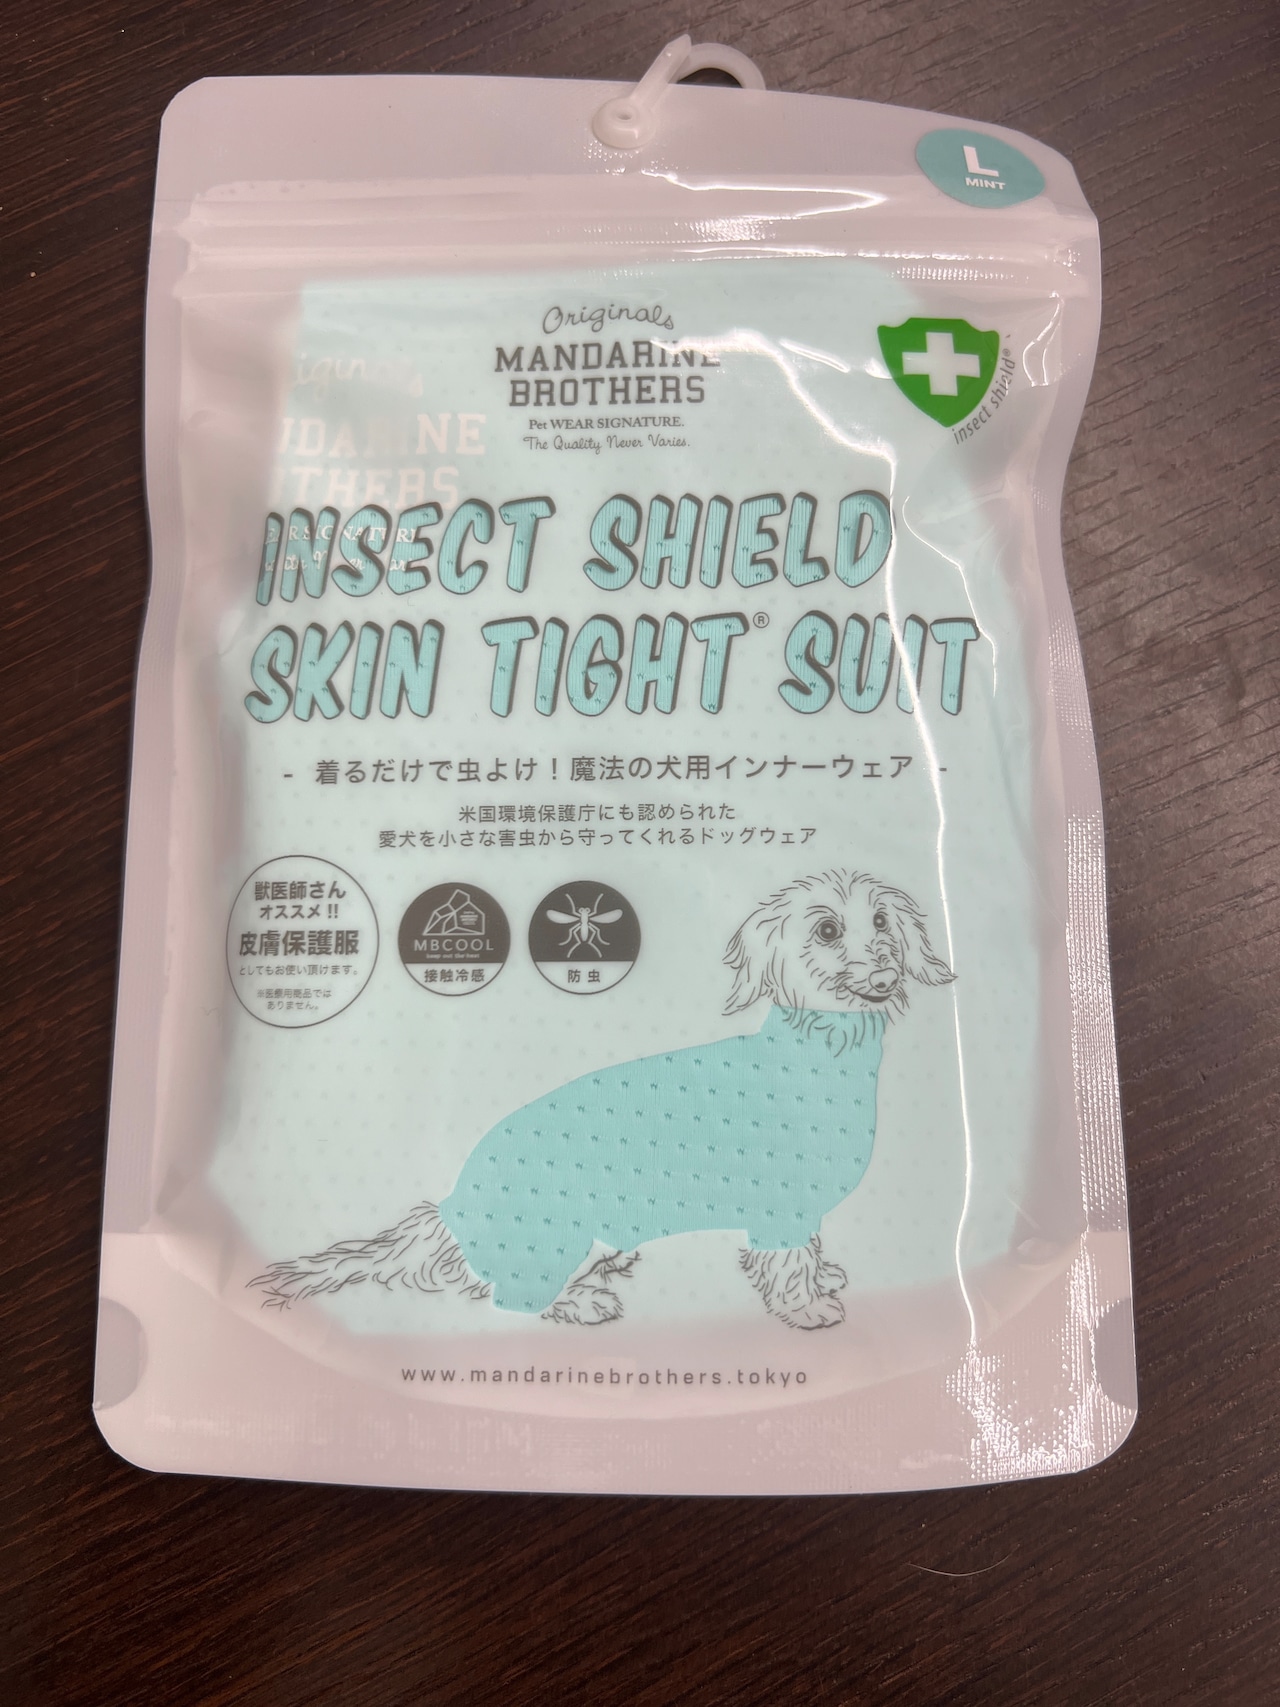 L
MINT
Originals
MANDARINE
BROTHERS
Pet WEAR SIGNATURE.
The Quality Never Varies.
insect shield®
INSECT SHIELD
SKIN TIGHT® SUIT
- 着るだけで虫よけ！魔法の犬用インナーウェア -
米国環境保護庁にも認められた
愛犬を小さな害虫から守ってくれるドッグウェア
獣医師さん
オススメ!!
皮膚保護服
としてもお使い頂けます。
※医療用商品では
ありません。
MBCOOL
keep out the heat
接触冷感
防虫
www.mandarinebrothers.tokyo